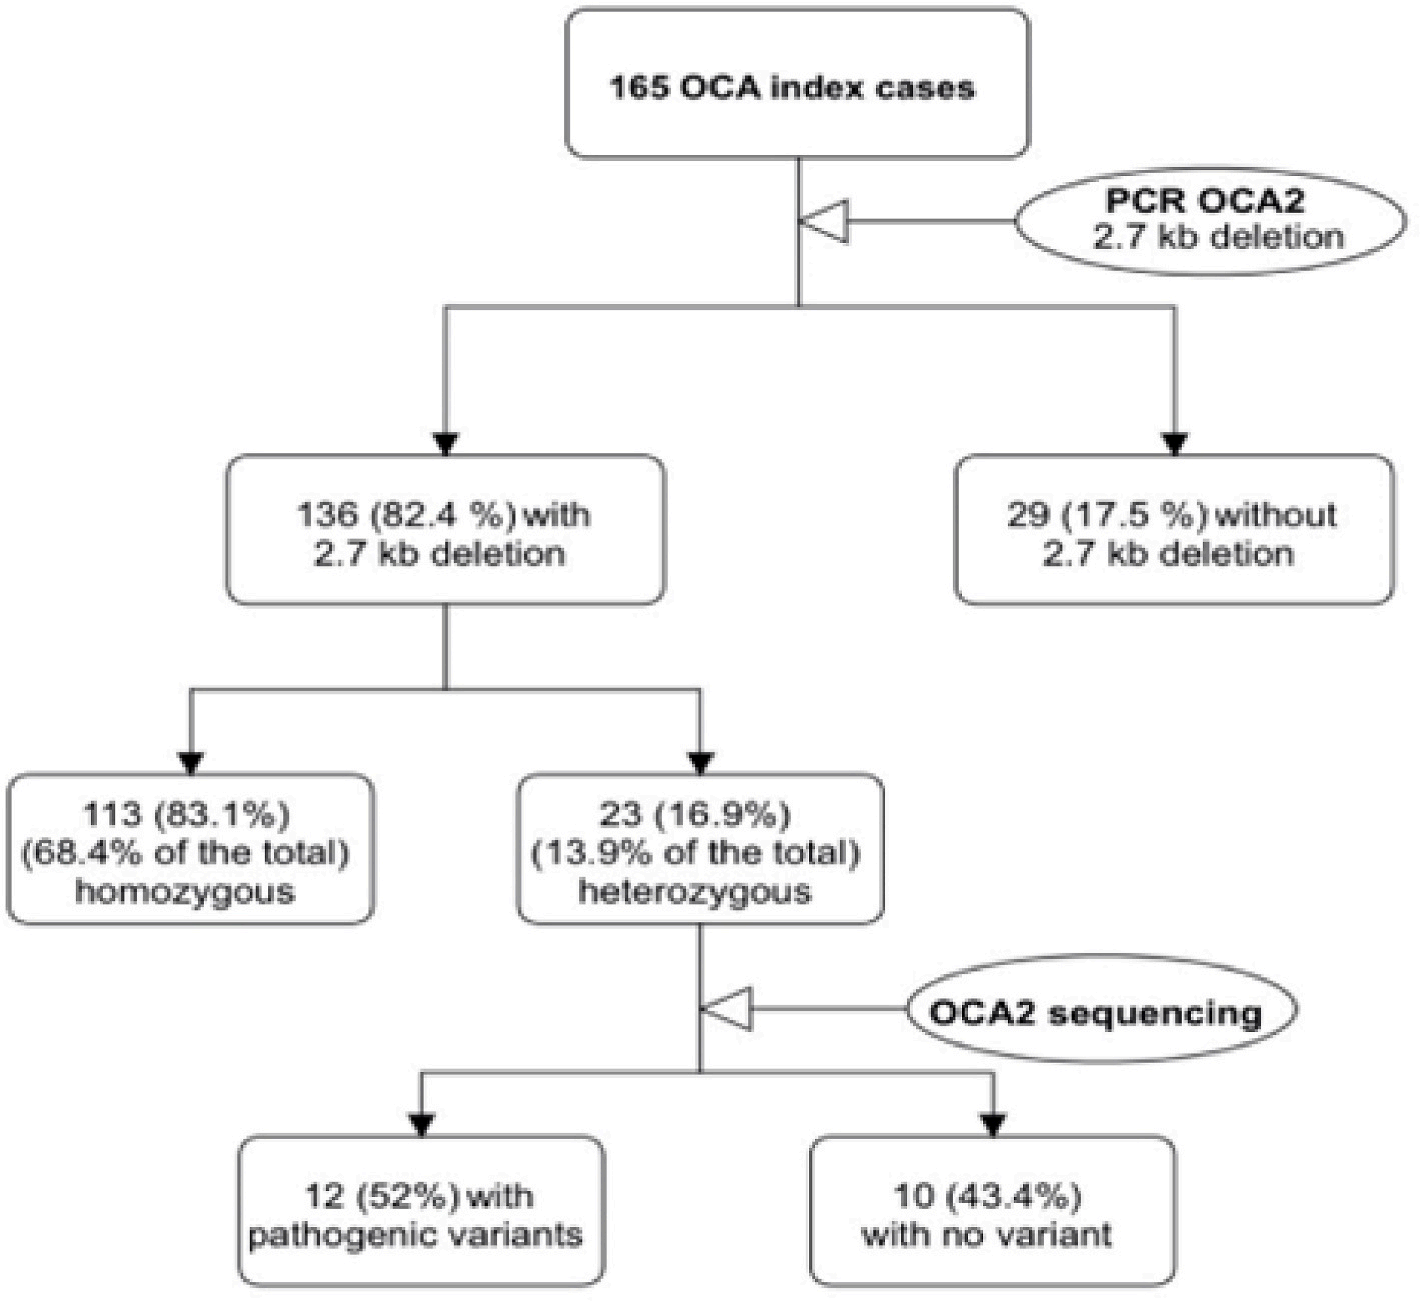 165 OCA index cases
PCR OCA2
2.7 kb deletion
136 (82.4 %) with
2.7 kb deletion
29 (17.5 %) without
2.7 kb deletion
113 (83.1%)
(68.4% of the total)
homozygous
23 (16.9%)
(13.9% of the total)
heterozygous
OCA2 sequencing
12 (52%) with
pathogenic variants
10 (43.4%)
with no variant